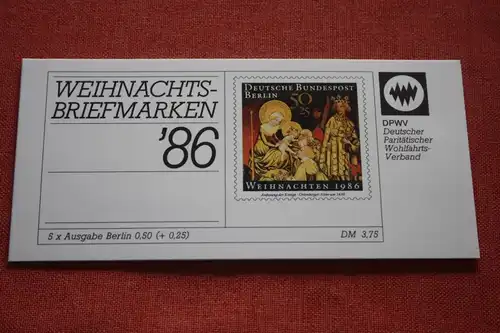 WEIHNACHTS-
BRIEFMARKEN
'86
5 x Ausgabe Berlin 0,50 (+ 0,25)
DEUTSCHE BUNDESPOST
BERLIN
50
+25
WEIHNACHTEN 1986
DM 3,75
DPWV
Deutscher
Paritätischer
Wohlfahrts-
Verband